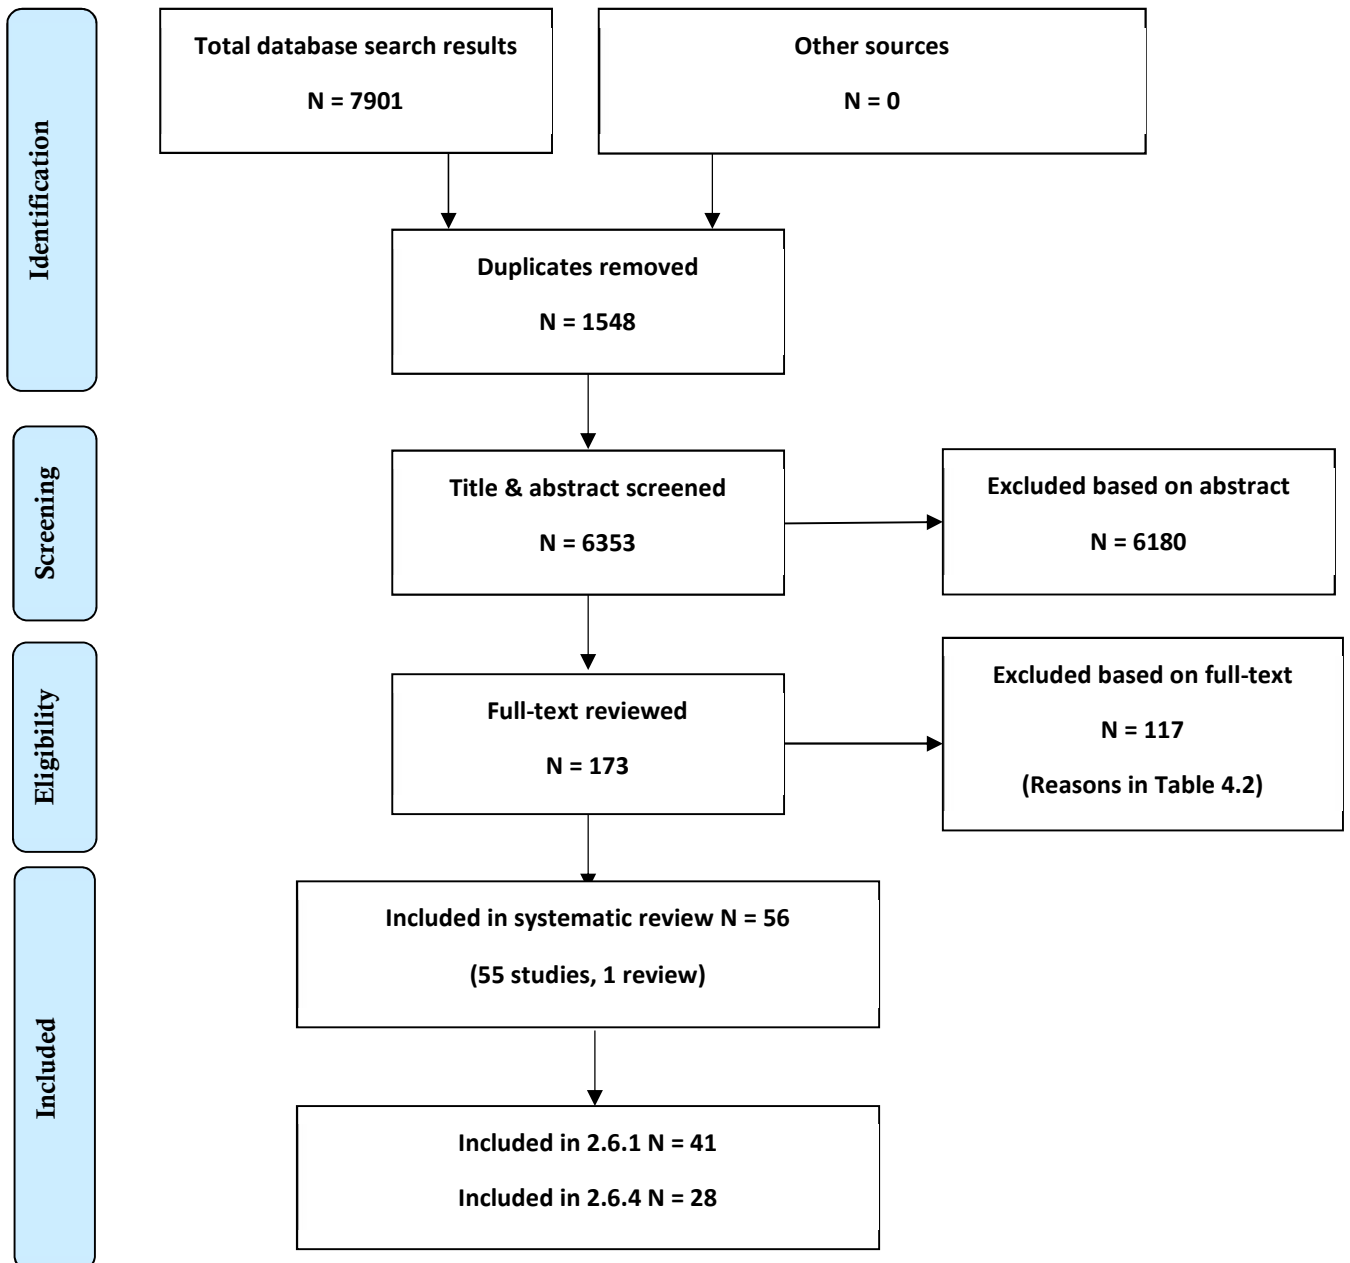 Identification
Total database search results
N = 7901
Other sources
N = 0
Duplicates removed
N = 1548
Screening
Title & abstract screened
N = 6353
Excluded based on abstract
N = 6180
Eligibility
Full-text reviewed
N = 173
Excluded based on full-text
N = 117
(Reasons in Table 4.2)
Included
Included in systematic review N = 56
(55 studies, 1 review)
Included in 2.6.1 N = 41
Included in 2.6.4 N = 28